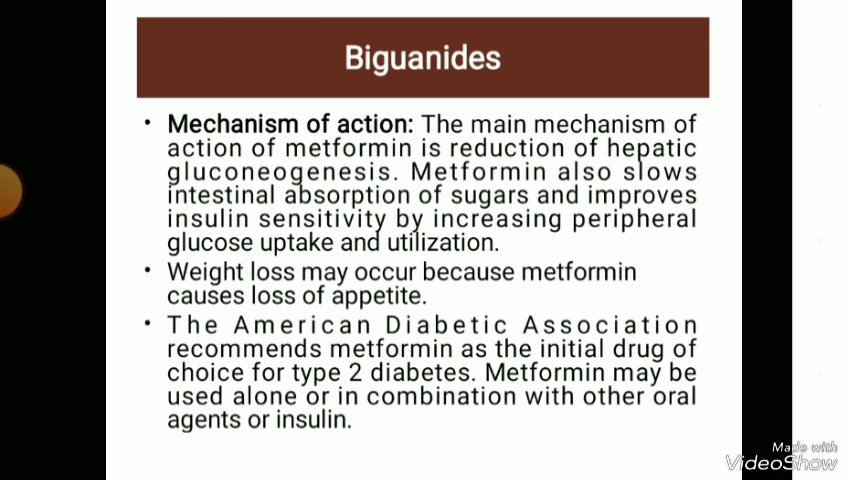 Biguanides
• Mechanism of action: The main mechanism of
action of metformin is reduction of hepatic
gluconeogenesis. Metformin also slows
intestinal absorption of sugars and improves
insulin sensitivity by increasing peripheral
glucose uptake and utilization.
• Weight loss may occur because metformin
causes loss of appetite.
• The American Diabetic Association
recommends metformin as the initial drug of
choice for type 2 diabetes. Metformin may be
used alone or in combination with other oral
agents or insulin.
Made with
VideoShow